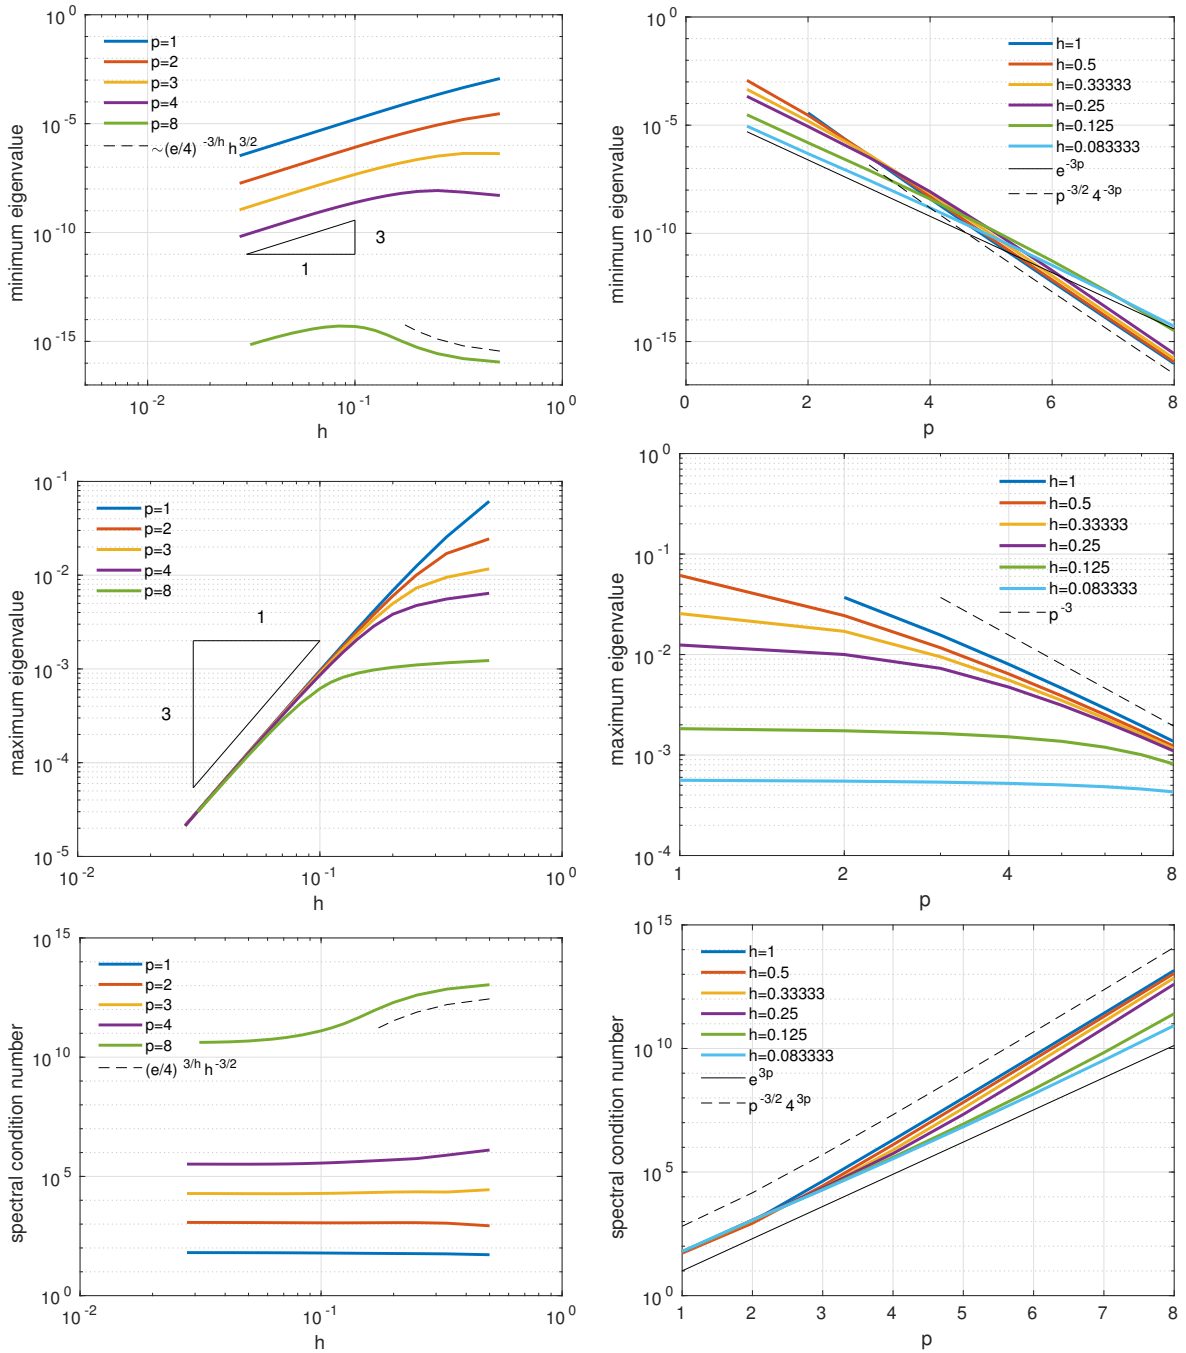 10^0
10^-5
10^-10
10^-15
minimum eigenvalue
p=1
p=2
p=3
p=4
p=8
~(e/4)^-3/h h^3/2
3
1
10^-2
10^-1
10^0
h
10^0
10^-5
10^-10
10^-15
minimum eigenvalue
h=1
h=0.5
h=0.33333
h=0.25
h=0.125
h=0.083333
e^-3p
p^-3/2 4^-3p
0
2
4
6
8
p
10^-1
10^-2
10^-3
10^-4
10^-5
maximum eigenvalue
p=1
p=2
p=3
p=4
p=8
1
3
10^-2
10^-1
10^0
h
10^0
10^-1
10^-2
10^-3
10^-4
maximum eigenvalue
h=1
h=0.5
h=0.33333
h=0.25
h=0.125
h=0.083333
p^-3
1
2
4
8
p
10^15
10^10
10^5
10^0
spectral condition number
p=1
p=2
p=3
p=4
p=8
(e/4)^3/h h^-3/2
10^-2
10^-1
10^0
h
10^15
10^10
10^5
10^0
spectral condition number
h=1
h=0.5
h=0.33333
h=0.25
h=0.125
h=0.083333
e^3p
p^-3/2 4^3p
1
2
3
4
5
6
7
8
p